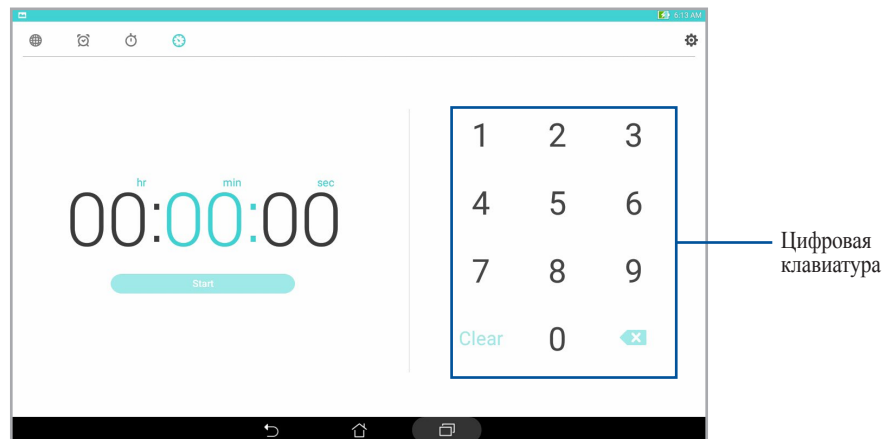 6:13 AM
hr min sec
00:00:00
Start
1 2 3
4 5 6
7 8 9
Clear 0
Цифровая
клавиатура